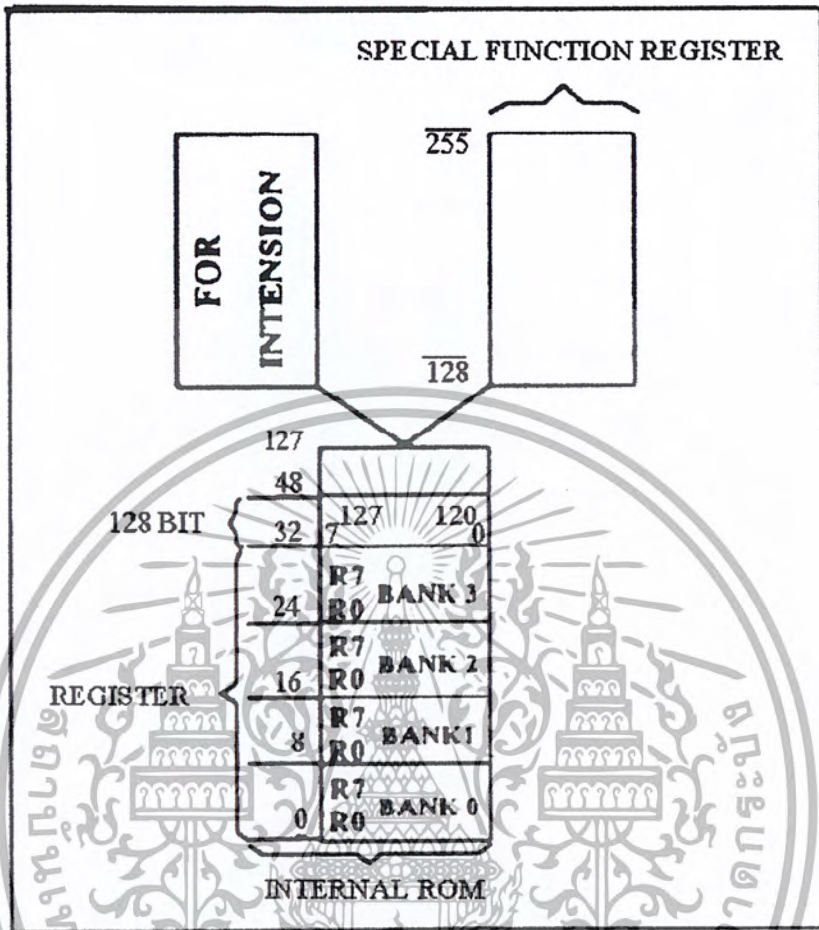 SPECIAL FUNCTION REGISTER
255
FOR
INTENSION
128
127
48
128 BIT
32
7
127
120
0
R7
24
R0
BANK 3
R7
16
R0
BANK 2
REGISTER
R7
8
R0
BANK1
R7
0
R0
BANK 0
INTERNAL ROM